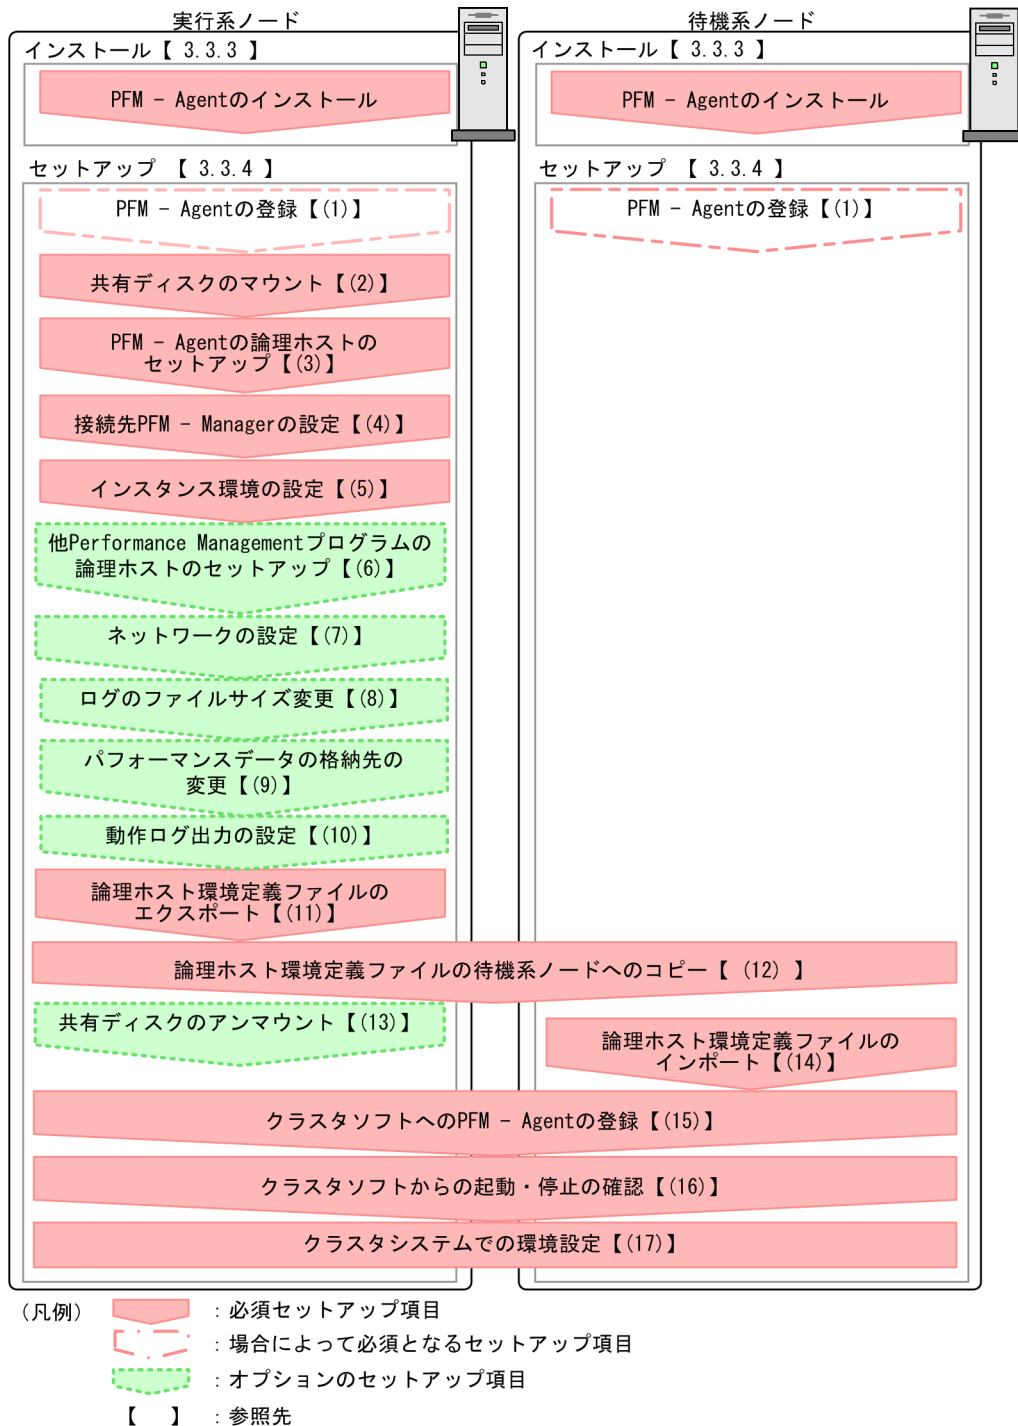 実行系ノード
待機系ノード
インストール【 3.3.3 】
インストール【 3.3.3 】
PFM － Agentのインストール
PFM － Agentのインストール
セットアップ 【 3.3.4 】
セットアップ 【 3.3.4 】
PFM － Agentの登録【(1)】
PFM － Agentの登録【(1)】
共有ディスクのマウント【(2)】
PFM － Agentの論理ホストの
セットアップ【(3)】
接続先PFM － Managerの設定【(4)】
インスタンス環境の設定【(5)】
他Performance Managementプログラムの
論理ホストのセットアップ【(6)】
ネットワークの設定【(7)】
ログのファイルサイズ変更【(8)】
パフォーマンスデータの格納先の
変更【(9)】
動作ログ出力の設定【(10)】
論理ホスト環境定義ファイルの
エクスポート【(11)】
論理ホスト環境定義ファイルの待機系ノードへのコピー【 (12) 】
共有ディスクのアンマウント【(13)】
論理ホスト環境定義ファイルの
インポート【(14)】
クラスタソフトへのPFM － Agentの登録【(15)】
クラスタソフトからの起動・停止の確認【(16)】
クラスタシステムでの環境設定【(17)】
(凡例)
：必須セットアップ項目
：場合によって必須となるセットアップ項目
：オプションのセットアップ項目
【 】 ：参照先